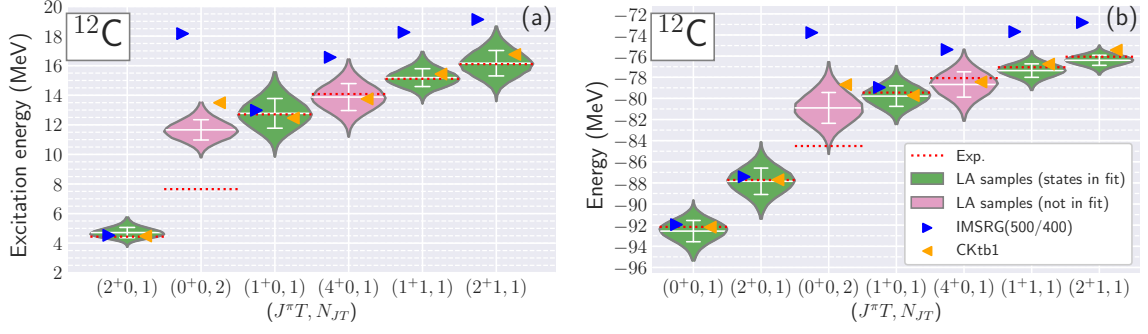 (a)
¹²C
Excitation energy (MeV)
20
18
16
14
12
10
8
6
4
2
(2⁺0, 1) (0⁺0, 2) (1⁺0, 1) (4⁺0, 1) (1⁺1, 1) (2⁺1, 1)
(J^πT, N_JT)
(b)
¹²C
Energy (MeV)
−72
−74
−76
−78
−80
−82
−84
−86
−88
−90
−92
−94
−96
Exp.
LA samples (states in fit)
LA samples (not in fit)
IMSRG(500/400)
CKtb1
(0⁺0, 1) (2⁺0, 1) (0⁺0, 2) (1⁺0, 1) (4⁺0, 1) (1⁺1, 1) (2⁺1, 1)
(J^πT, N_JT)